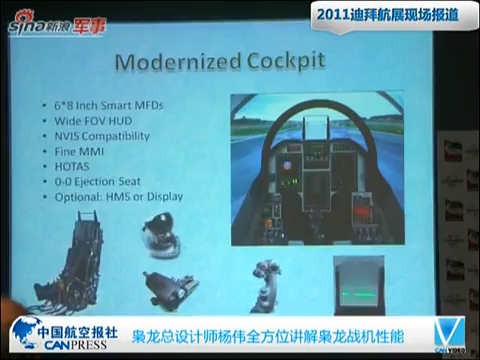 sina新浪 军事
2011迪拜航展现场报道
Modernized Cockpit
• 6*8 Inch Smart MFDs
• Wide FOV HUD
• NVIS Compatibility
• Fine MMI
• HOTAS
• 0-0 Ejection Seat
• Optional: HMS or Display
中国航空报社
CANPRESS
枭龙总设计师杨伟全方位讲解枭龙战机性能
CAN VIDEO